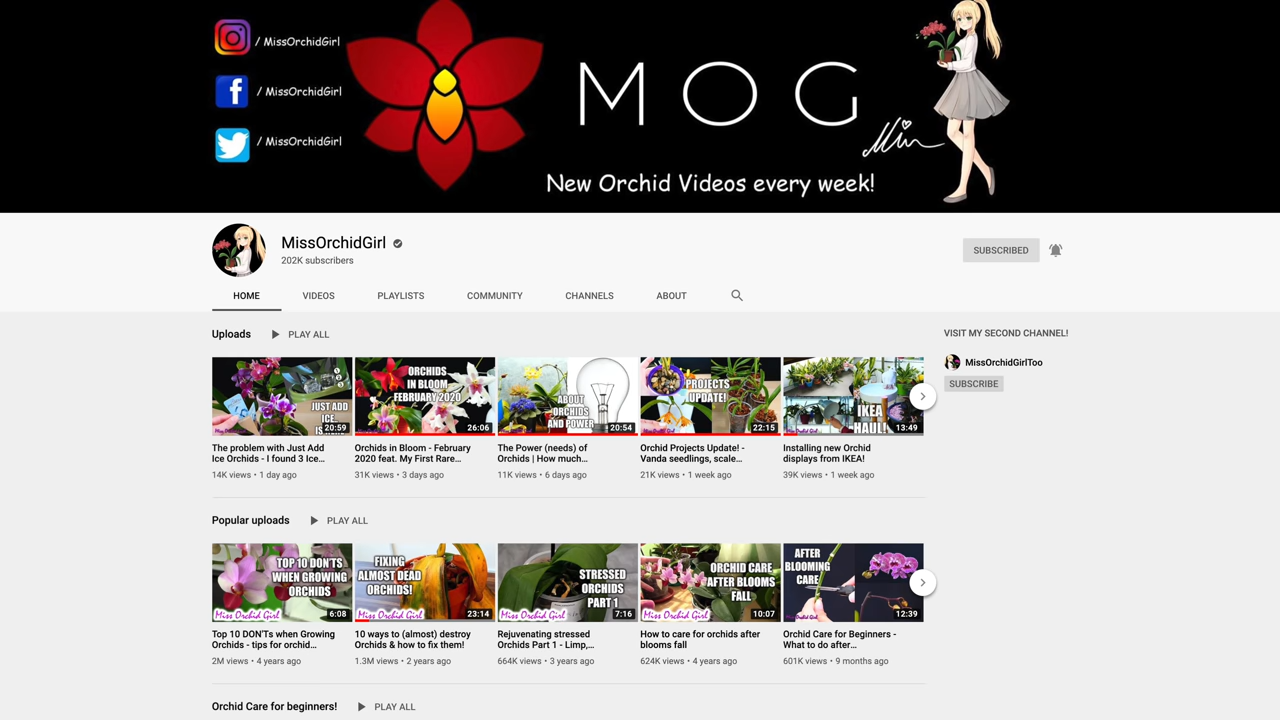 / MissOrchidGirl
/ MissOrchidGirl
/ MissOrchidGirl
MOG
New Orchid Videos every week!
MissOrchidGirl
202K subscribers
SUBSCRIBED
HOME VIDEOS PLAYLISTS COMMUNITY CHANNELS ABOUT
Uploads PLAY ALL
VISIT MY SECOND CHANNEL!
MissOrchidGirlToo
SUBSCRIBE
JUST ADD
ICE
20:59
ORCHIDS
IN BLOOM
FEBRUARY 2020
26:06
ABOUT
ORCHIDS
AND POWER
20:54
PROJECTS
UPDATE!
22:15
IKEA
HAUL!
13:49
The problem with Just Add
Ice Orchids - I found 3 Ice...
14K views • 1 day ago
Orchids in Bloom - February
2020 feat. My First Rare...
31K views • 3 days ago
The Power (needs) of
Orchids | How much...
11K views • 6 days ago
Orchid Projects Update! -
Vanda seedlings, scale...
21K views • 1 week ago
Installing new Orchid
displays from IKEA!
39K views • 1 week ago
Popular uploads PLAY ALL
TOP 10 DON'TS
WHEN GROWING
ORCHIDS
Miss Orchid Girl
6:08
FIXING
ALMOST DEAD
ORCHIDS!
Miss Orchid Girl
23:14
STRESSED
ORCHIDS
PART 1
Miss Orchid Girl
7:16
ORCHID CARE
AFTER BLOOMS
FALL
Miss Orchid Girl
10:07
AFTER
BLOOMING
CARE
12:39
Top 10 DON'Ts when Growing
Orchids - tips for orchid...
2M views • 4 years ago
10 ways to (almost) destroy
Orchids & how to fix them!
1.3M views • 2 years ago
Rejuvenating stressed
Orchids Part 1 - Limp,...
664K views • 3 years ago
How to care for orchids after
blooms fall
624K views • 4 years ago
Orchid Care for Beginners -
What to do after...
601K views • 9 months ago
Orchid Care for beginners! PLAY ALL